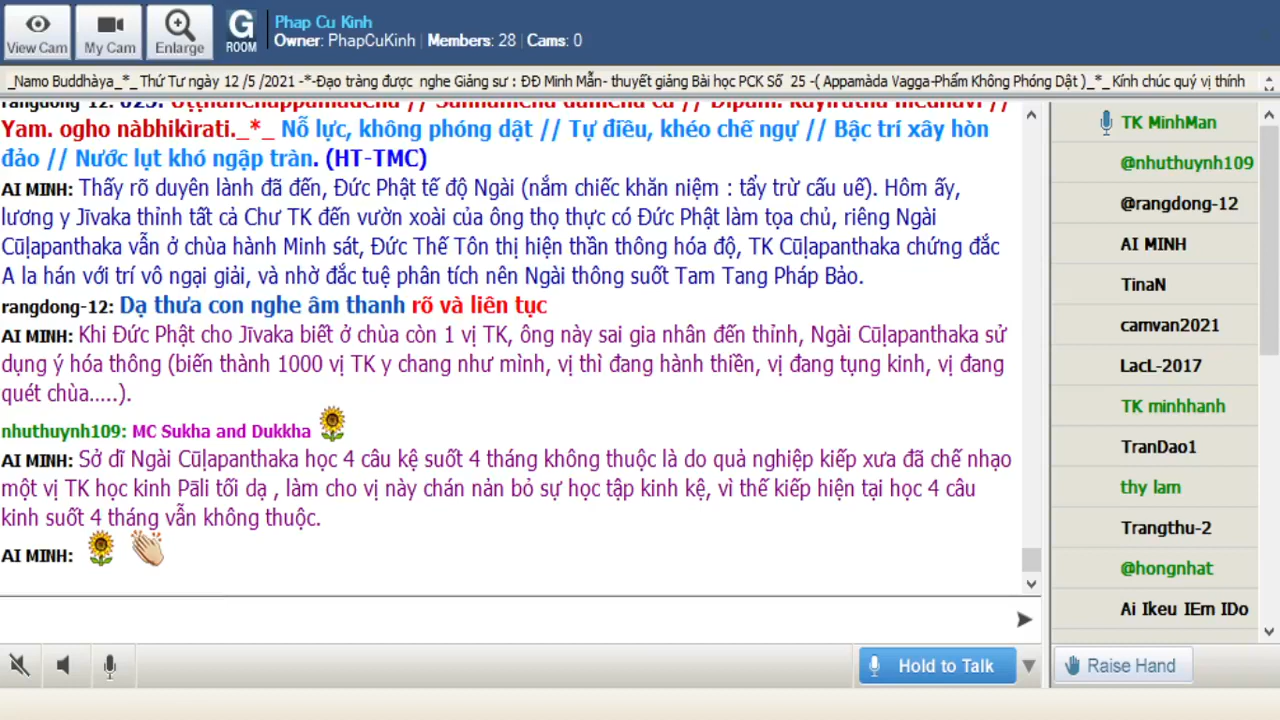 View Cam
My Cam
Enlarge
G
ROOM
Phap Cu Kinh
Owner: PhapCuKinh | Members: 28 | Cams: 0
_Namo Buddhàya_*_ Thứ Tư ngày 12 /5 /2021 -*-Đạo tràng được nghe Giảng sư : ĐĐ Minh Mẫn- thuyết giảng Bài học PCK Số 25 -( Appamàda Vagga-Phẩm Không Phóng Dật )_*_ Kính chúc quý vị thính
rangdong-12: 025. Uṭṭhànenappamàdena // Sannamena damena ca // Dìpam. kayiràtha medhàvì //
Yam. ogho nàbhikìrati._*_ Nỗ lực, không phóng dật // Tự điều, khéo chế ngự // Bậc trí xây hòn
đảo // Nước lụt khó ngập tràn. (HT-TMC)
AI MINH: Thấy rõ duyên lành đã đến, Đức Phật tế độ Ngài (nắm chiếc khăn niệm : tẩy trừ cấu uế). Hôm ấy,
lương y Jīvaka thỉnh tất cả Chư TK đến vườn xoài của ông thọ thực có Đức Phật làm tọa chủ, riêng Ngài
Cūḷapanthaka vẫn ở chùa hành Minh sát, Đức Thế Tôn thị hiện thần thông hóa độ, TK Cūḷapanthaka chứng đắc
A la hán với trí vô ngại giải, và nhờ đắc tuệ phân tích nên Ngài thông suốt Tam Tang Pháp Bảo.
rangdong-12: Dạ thưa con nghe âm thanh rõ và liên tục
AI MINH: Khi Đức Phật cho Jīvaka biết ở chùa còn 1 vị TK, ông này sai gia nhân đến thỉnh, Ngài Cūḷapanthaka sử
dụng ý hóa thông (biến thành 1000 vị TK y chang như mình, vị thì đang hành thiền, vị đang tụng kinh, vị đang
quét chùa.....).
nhuthuynh109: MC Sukha and Dukkha
AI MINH: Sở dĩ Ngài Cūḷapanthaka học 4 câu kệ suốt 4 tháng không thuộc là do quả nghiệp kiếp xưa đã chế nhạo
một vị TK học kinh Pāli tối dạ , làm cho vị này chán nản bỏ sự học tập kinh kệ, vì thế kiếp hiện tại học 4 câu
kinh suốt 4 tháng vẫn không thuộc.
AI MINH:
TK MinhMan
@nhuthuynh109
@rangdong-12
AI MINH
TinaN
camvan2021
LacL-2017
TK minhhanh
TranDao1
thy lam
Trangthu-2
@hongnhat
Ai Ikeu IEm IDo
Hold to Talk
Raise Hand